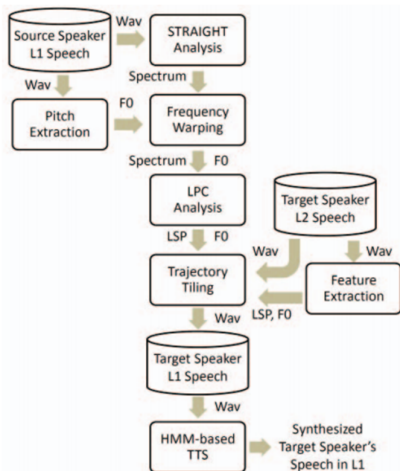 Source Speaker
L1 Speech
Wav
STRAIGHT
Analysis
Wav
Spectrum
Pitch
Extraction
F0
Frequency
Warping
Spectrum
F0
LPC
Analysis
Target Speaker
L2 Speech
LSP
F0
Wav
Wav
Trajectory
Tiling
Feature
Extraction
LSP, F0
Wav
Target Speaker
L1 Speech
Wav
HMM-based
TTS
Synthesized
Target Speaker's
Speech in L1